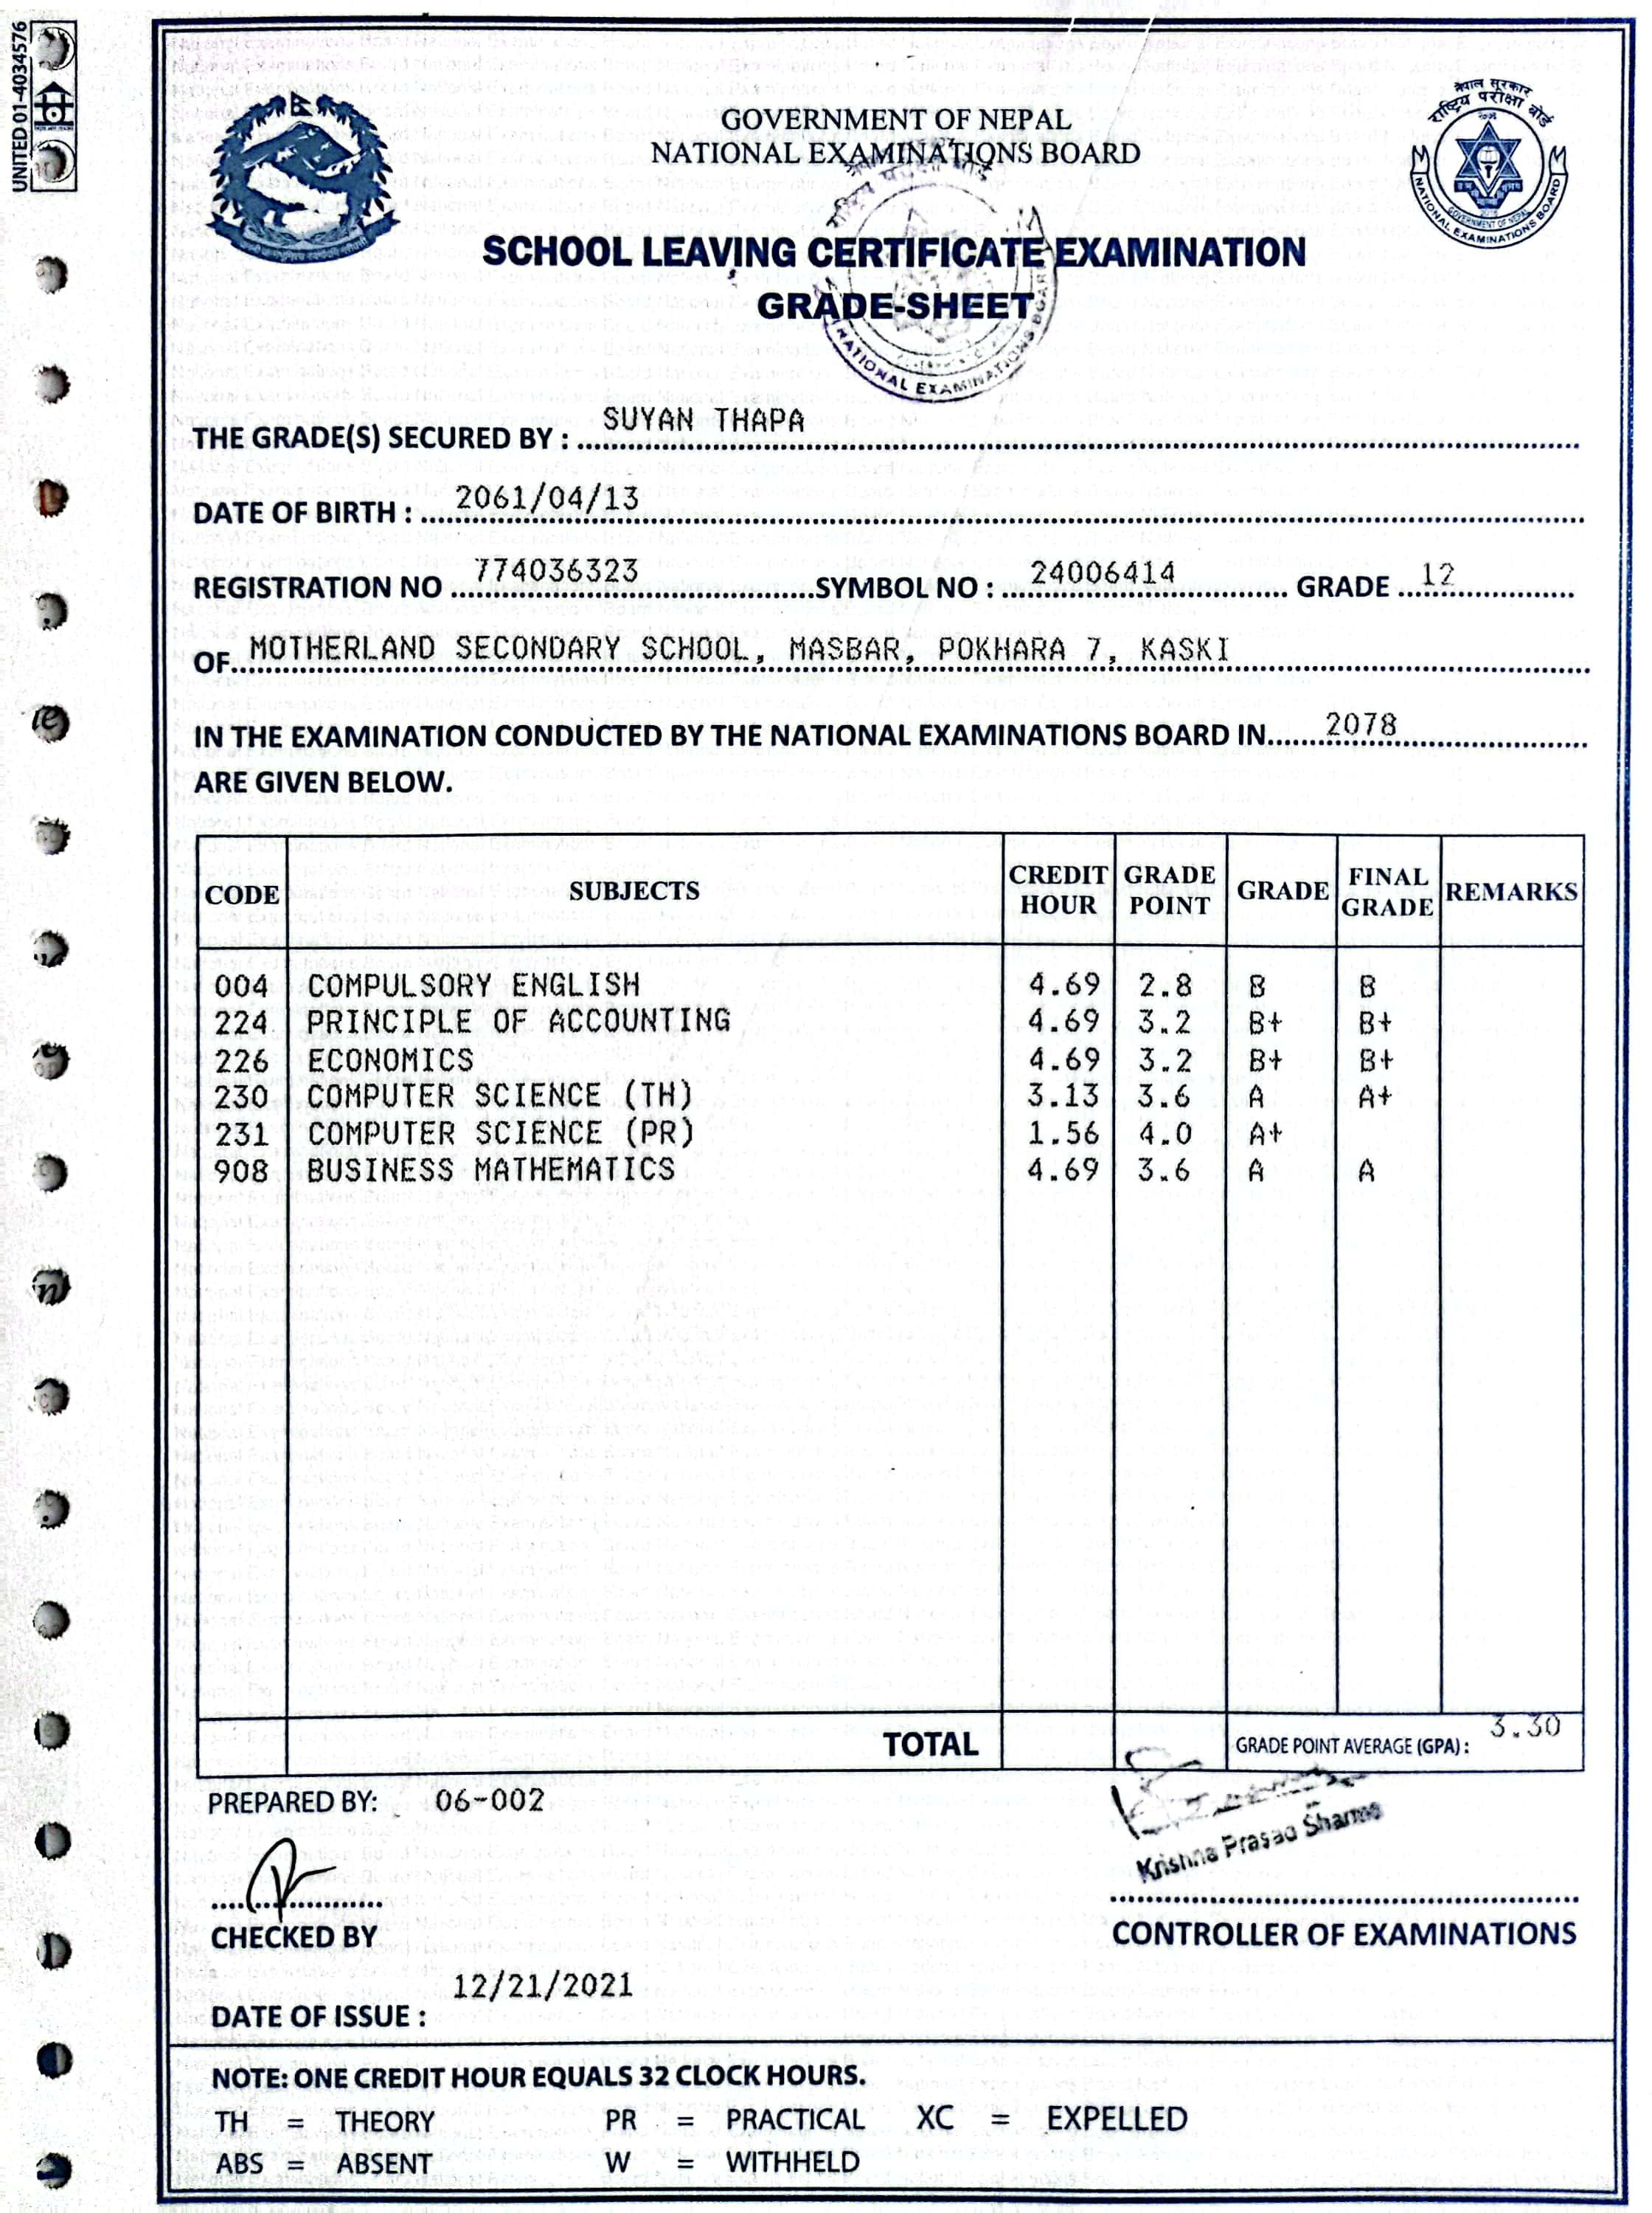 UNITED 01-4034576
नेपाल सरकार
राष्ट्रिय परीक्षा बोर्ड
GOVERNMENT OF NEPAL
NATIONAL EXAMINATIONS BOARD
GOVERNMENT OF NEPAL
NATIONAL EXAMINATIONS BOARD
SCHOOL LEAVING CERTIFICATE EXAMINATION
GRADE-SHEET
NATIONAL EXAMINATIONS BOARD
THE GRADE(S) SECURED BY : SUYAN THAPA
DATE OF BIRTH : 2061/04/13
REGISTRATION NO 774036323 SYMBOL NO : 24006414 GRADE 12
OF MOTHERLAND SECONDARY SCHOOL, MASBAR, POKHARA 7, KASKI
IN THE EXAMINATION CONDUCTED BY THE NATIONAL EXAMINATIONS BOARD IN 2078
ARE GIVEN BELOW.
CODE SUBJECTS CREDIT HOUR GRADE POINT GRADE FINAL GRADE REMARKS
004 COMPULSORY ENGLISH 4.69 2.8 B B
224 PRINCIPLE OF ACCOUNTING 4.69 3.2 B+ B+
226 ECONOMICS 4.69 3.2 B+ B+
230 COMPUTER SCIENCE (TH) 3.13 3.6 A A+
231 COMPUTER SCIENCE (PR) 1.56 4.0 A+
908 BUSINESS MATHEMATICS 4.69 3.6 A A
TOTAL GRADE POINT AVERAGE (GPA) : 3.30
PREPARED BY: 06-002
Krishna Prasad Sharma
CHECKED BY CONTROLLER OF EXAMINATIONS
DATE OF ISSUE : 12/21/2021
NOTE: ONE CREDIT HOUR EQUALS 32 CLOCK HOURS.
TH = THEORY PR = PRACTICAL XC = EXPELLED
ABS = ABSENT W = WITHHELD